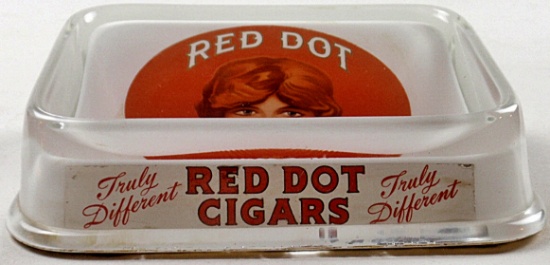 RED DOT
Truly
Different
RED DOT
CIGARS
Truly
Different